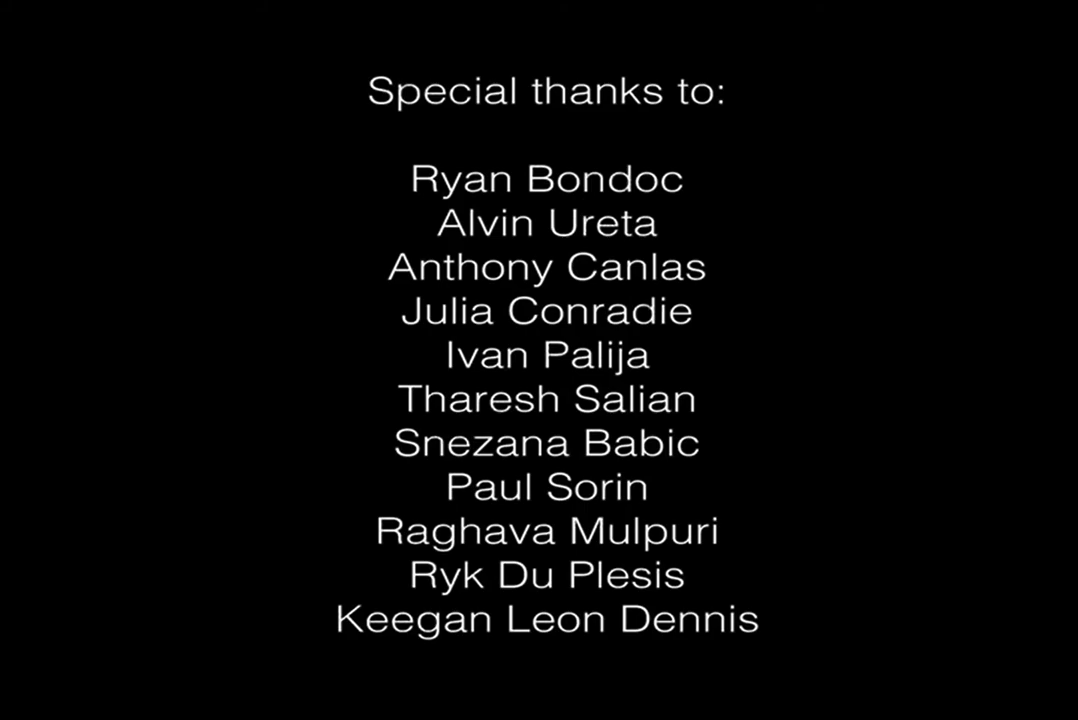 Special thanks to:
Ryan Bondoc
Alvin Ureta
Anthony Canlas
Julia Conradie
Ivan Palija
Tharesh Salian
Snezana Babic
Paul Sorin
Raghava Mulpuri
Ryk Du Plesis
Keegan Leon Dennis